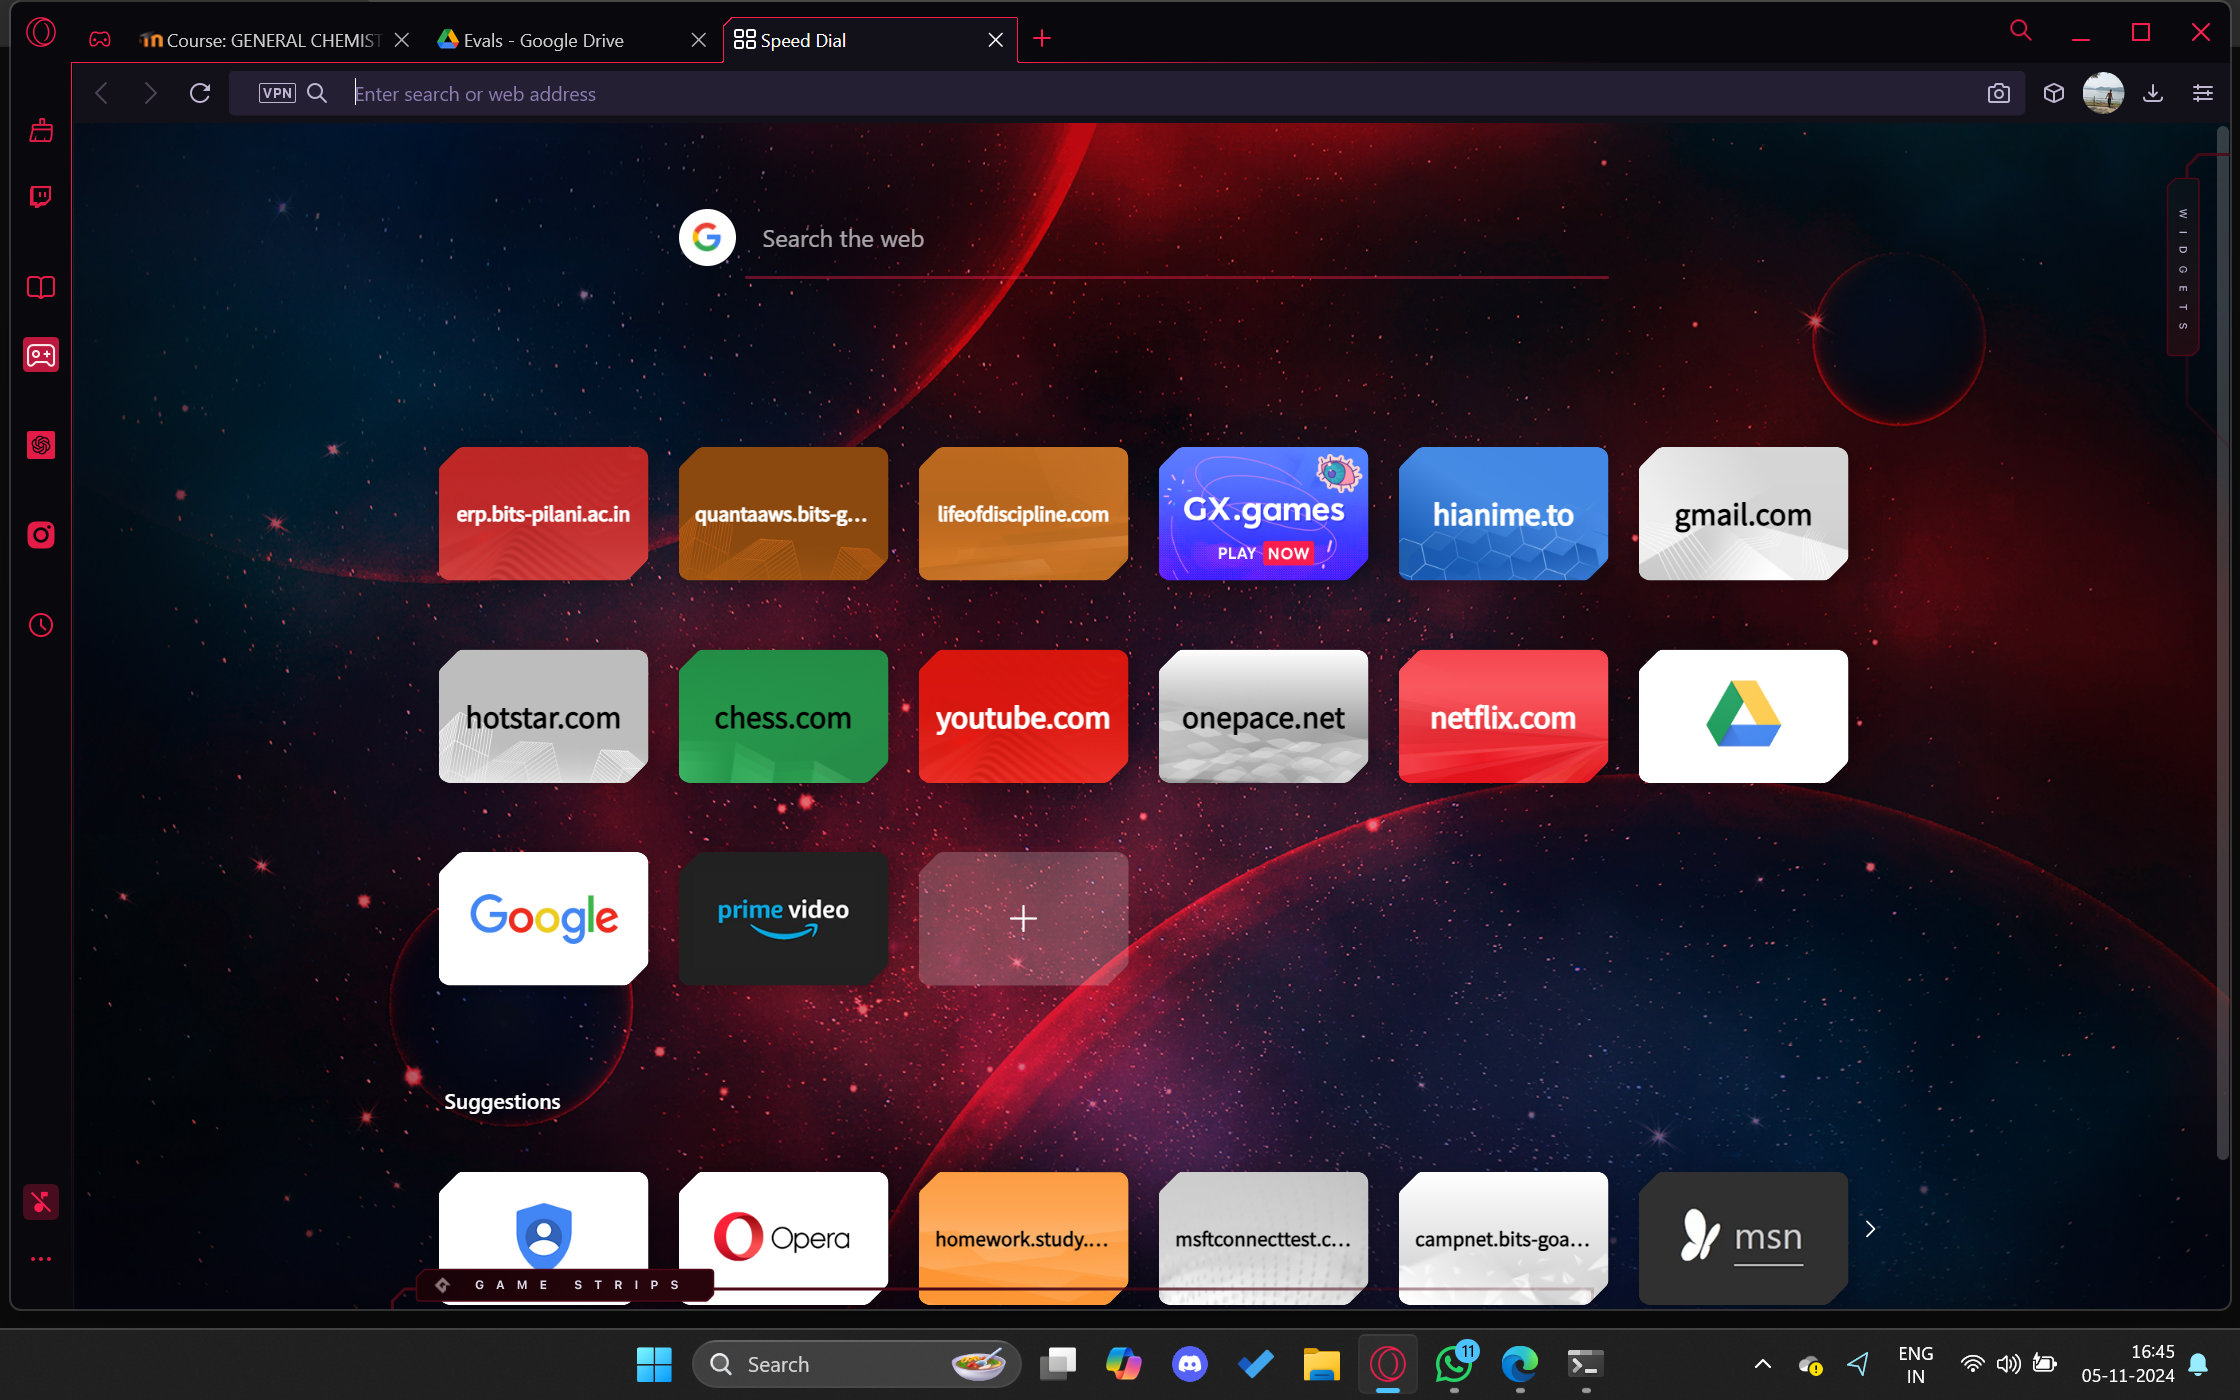 Course: GENERAL CHEMIST
Evals - Google Drive
Speed Dial
VPN
Enter search or web address
Search the web
WIDGETS
erp.bits-pilani.ac.in
quantaaws.bits-g...
lifeofdiscipline.com
GX.games
PLAY NOW
hianime.to
gmail.com
hotstar.com
chess.com
youtube.com
onepace.net
netflix.com
Google
prime video
Suggestions
Opera
homework.study....
msftconnecttest.c...
campnet.bits-goa...
msn
GAME STRIPS
Search
11
ENG
IN
16:45
05-11-2024